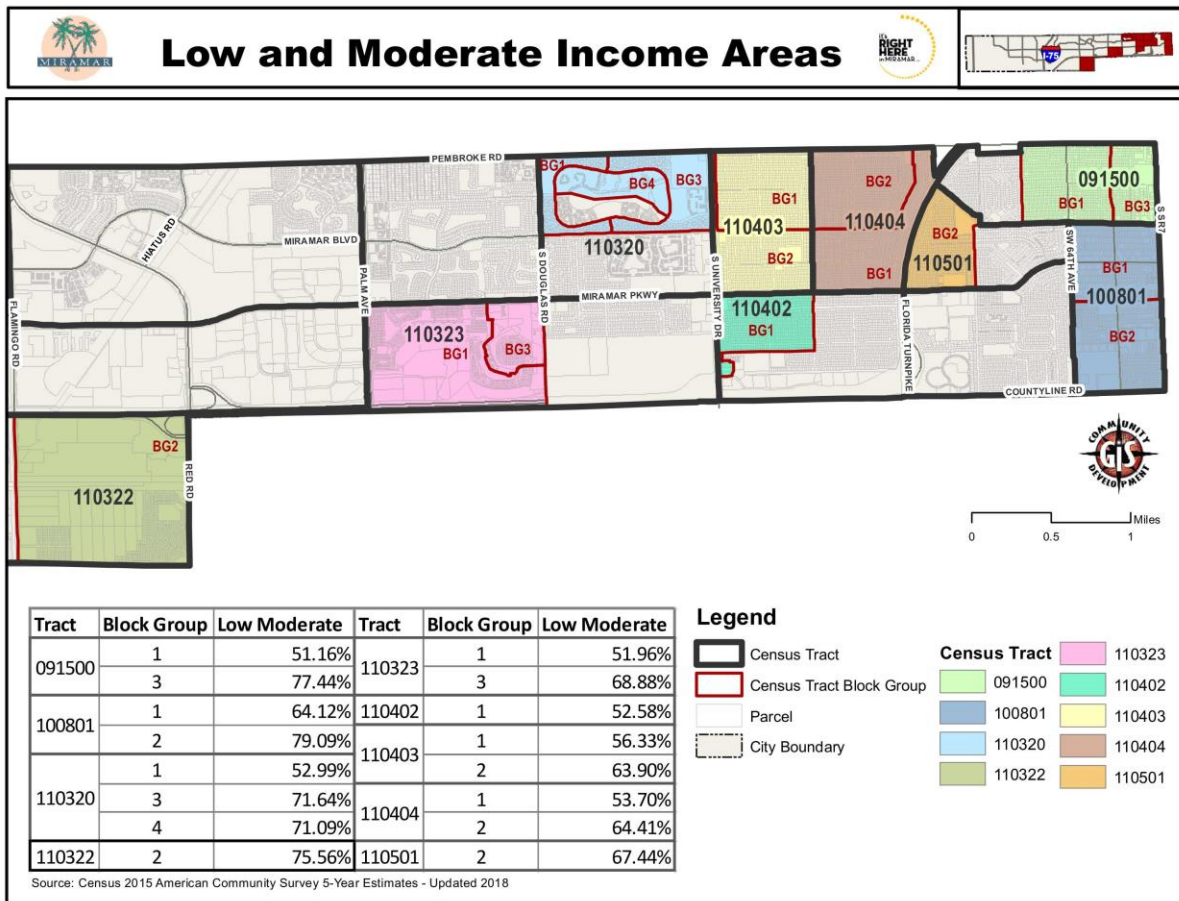 MIRAMAR
Low and Moderate Income Areas
IT'S
RIGHT
HERE
in MIRAMAR
I-75
PEMBROKE RD
BG1
BG4
BG3
BG1
BG2
091500
BG1
BG3
S SR7
HIATUS RD
MIRAMAR BLVD
110320
110403
110404
BG2
110501
BG2
BG1
SW 64TH AVE
BG1
100801
BG2
FLAMINGO RD
PALM AVE
S DOUGLAS RD
MIRAMAR PKWY
S UNIVERSITY DR
110402
BG1
FLORIDA TURNPIKE
110323
BG1
BG3
COUNTYLINE RD
BG2
110322
RED RD
COMMUNITY
GIS
DEVELOPMENT
0 0.5 1 Miles
Tract Block Group Low Moderate Tract Block Group Low Moderate
091500 1 51.16% 110323 1 51.96%
3 77.44% 3 68.88%
100801 1 64.12% 110402 1 52.58%
2 79.09% 110403 1 56.33%
110320 1 52.99% 2 63.90%
3 71.64% 110404 1 53.70%
4 71.09% 2 64.41%
110322 2 75.56% 110501 2 67.44%
Source: Census 2015 American Community Survey 5-Year Estimates - Updated 2018
Legend
Census Tract
Census Tract Block Group
Parcel
City Boundary
Census Tract
091500
100801
110320
110322
110323
110402
110403
110404
110501